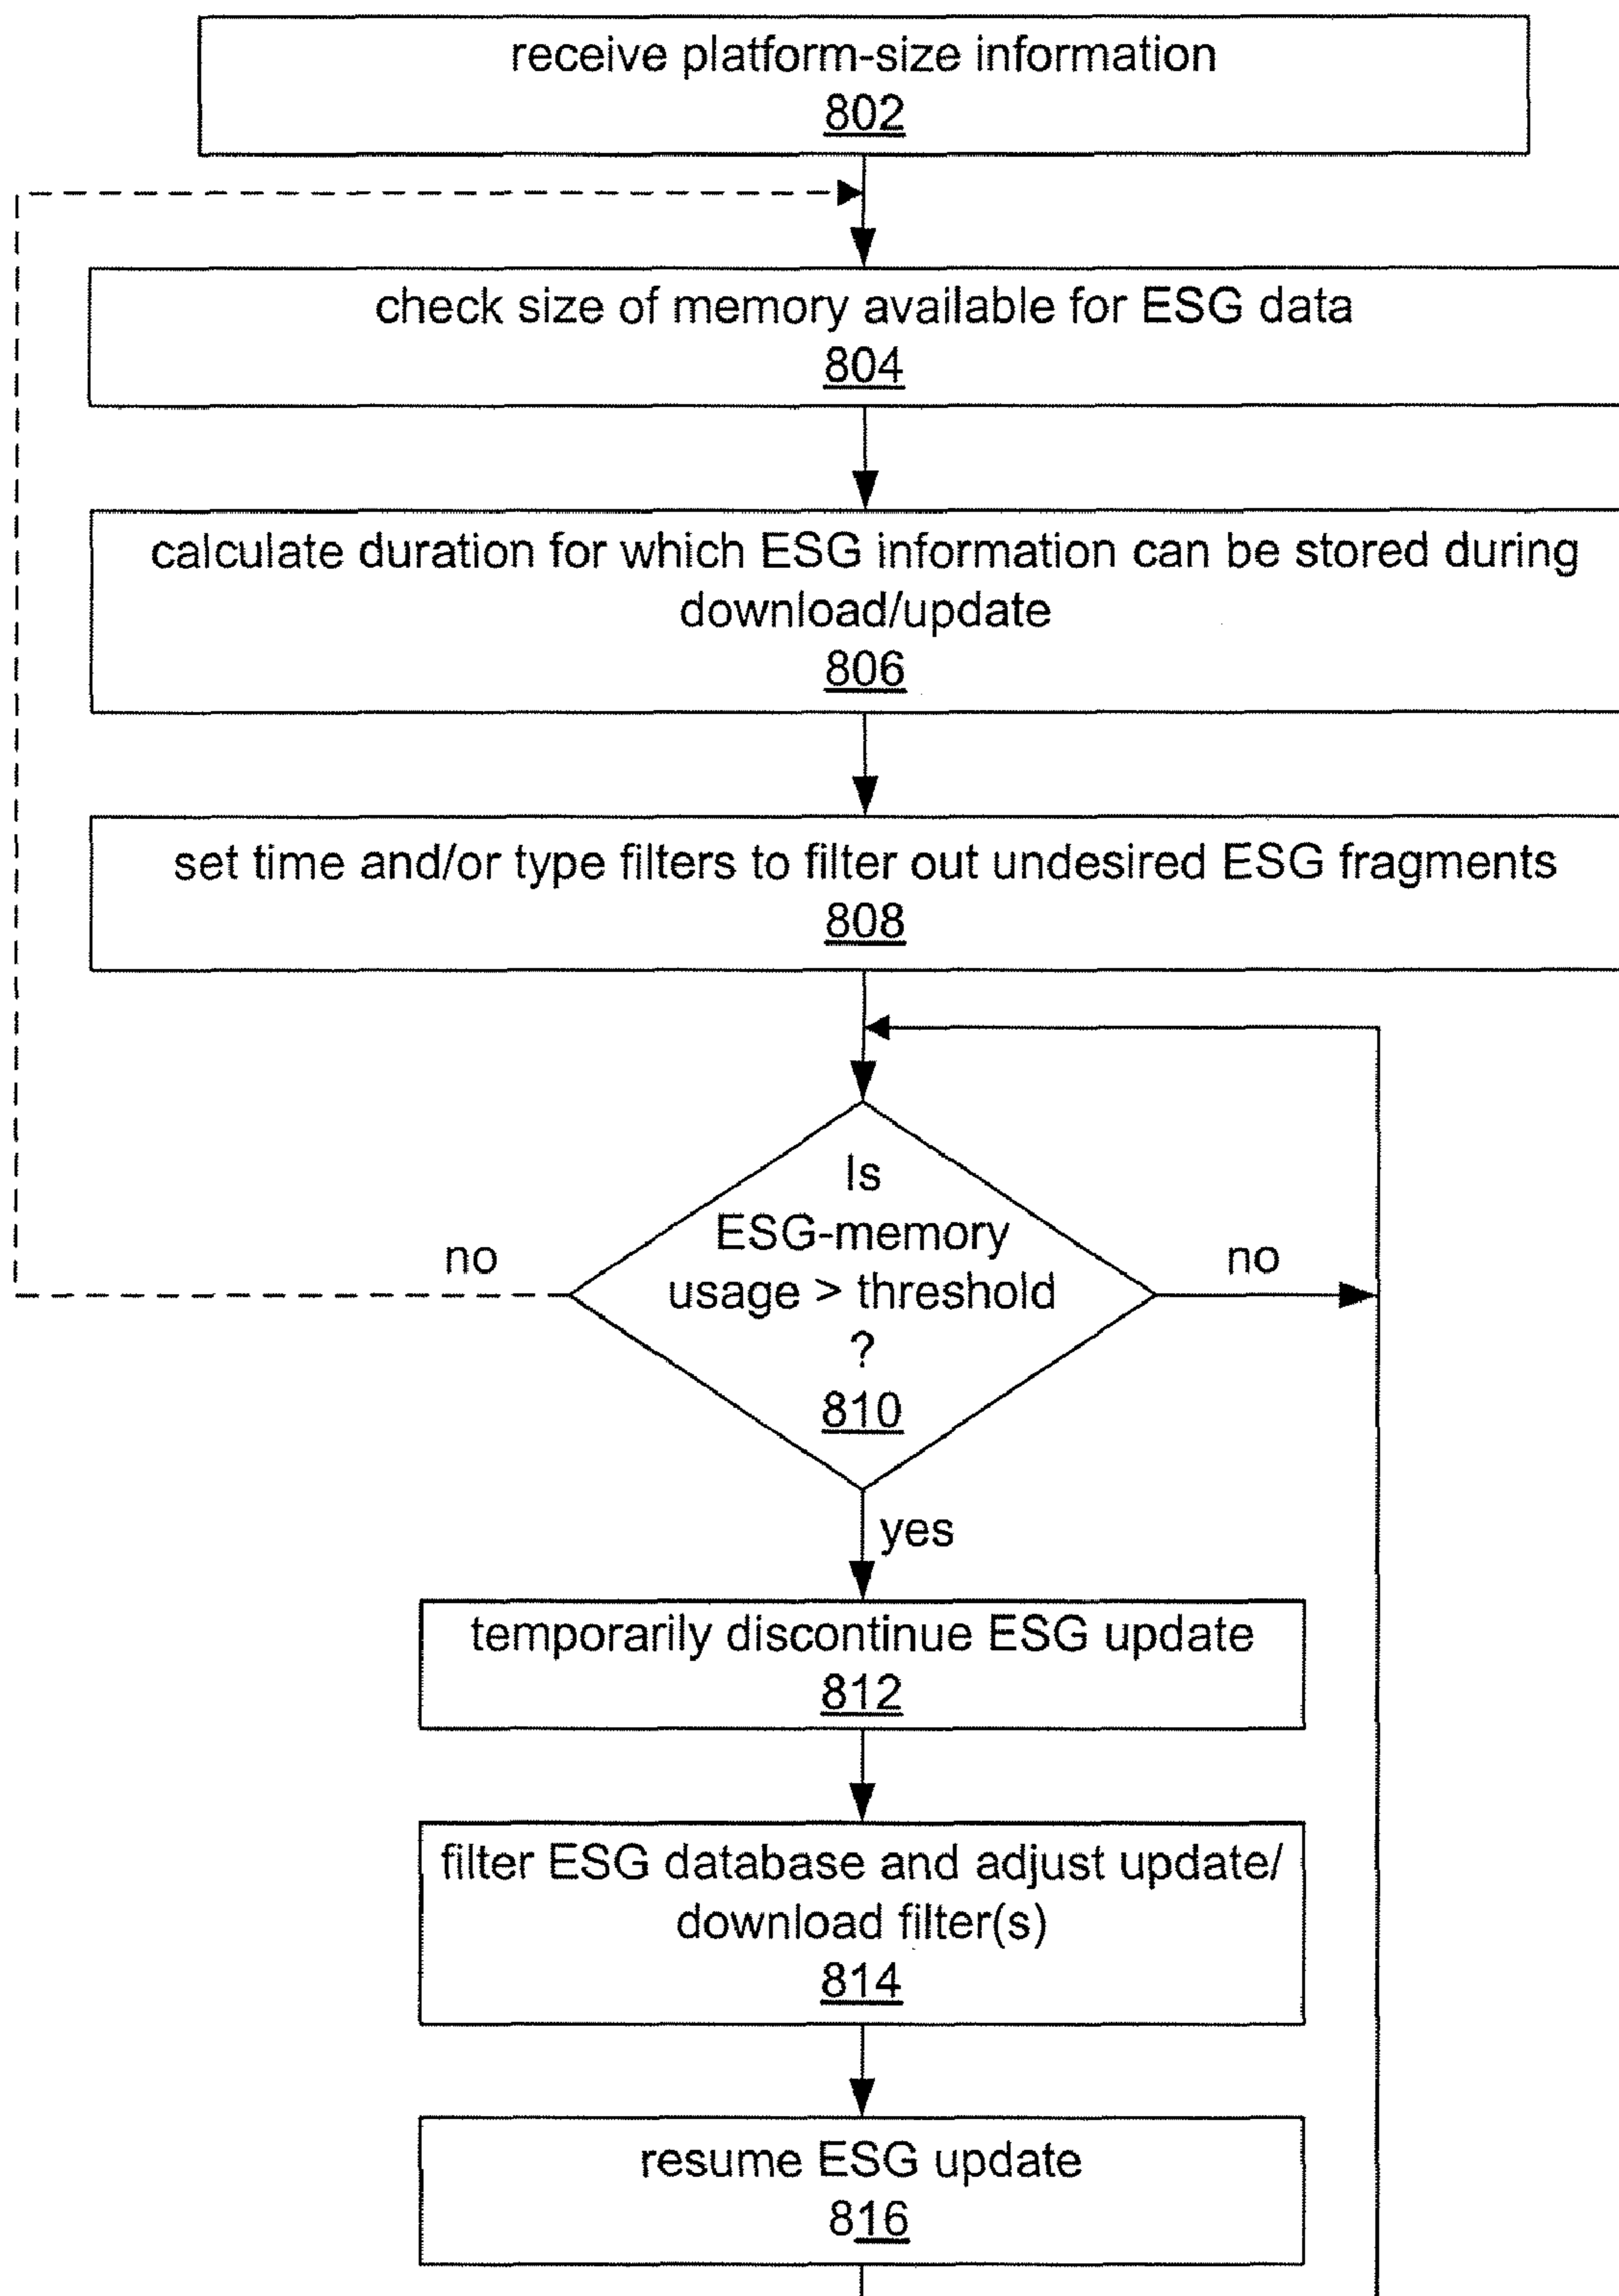 receive platform-size information
802
check size of memory available for ESG data
804
calculate duration for which ESG information can be stored during
download/update
806
set time and/or type filters to filter out undesired ESG fragments
808
Is
ESG-memory
usage > threshold
?
810
no
no
yes
temporarily discontinue ESG update
812
filter ESG database and adjust update/
download filter(s)
814
resume ESG update
816